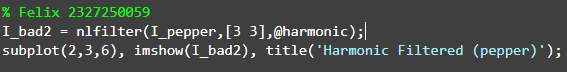 % Felix 2327250059
I_bad2 = nlfilter(I_pepper,[3 3],@harmonic);
subplot(2,3,6), imshow(I_bad2), title('Harmonic Filtered (pepper)');